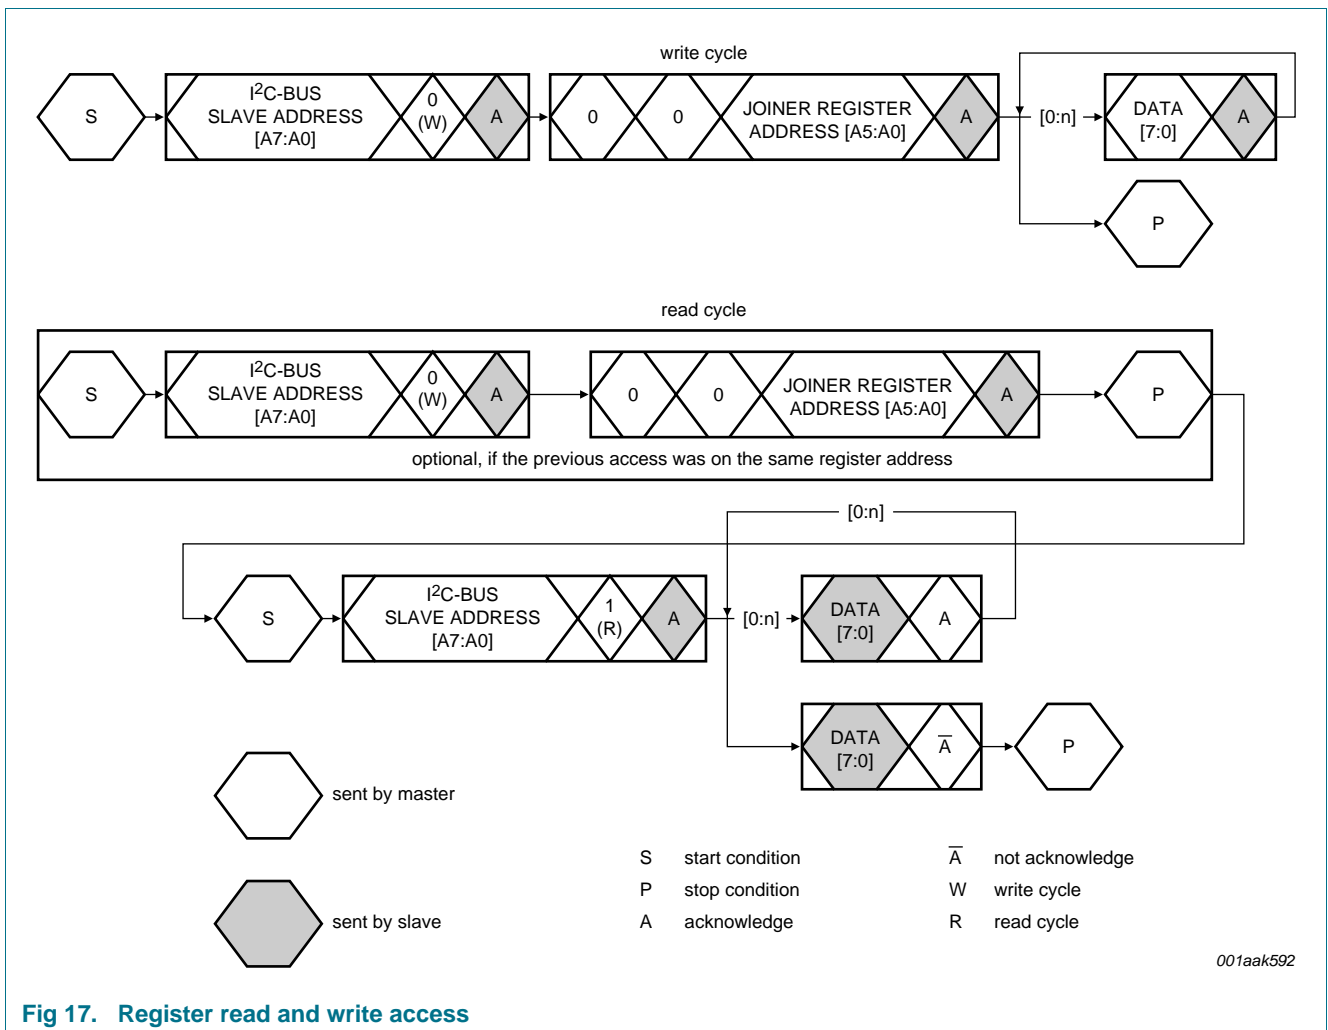 write cycle
S
I2C-BUS
SLAVE ADDRESS
[A7:A0]
0
(W)
A
0
0
JOINER REGISTER
ADDRESS [A5:A0]
A
[0:n]
DATA
[7:0]
A
P
read cycle
S
I2C-BUS
SLAVE ADDRESS
[A7:A0]
0
(W)
A
0
0
JOINER REGISTER
ADDRESS [A5:A0]
A
P
optional, if the previous access was on the same register address
[0:n]
S
I2C-BUS
SLAVE ADDRESS
[A7:A0]
1
(R)
A
[0:n]
DATA
[7:0]
A
DATA
[7:0]
A̅
P
sent by master
sent by slave
S start condition
P stop condition
A acknowledge
A̅ not acknowledge
W write cycle
R read cycle
001aak592
Fig 17. Register read and write access